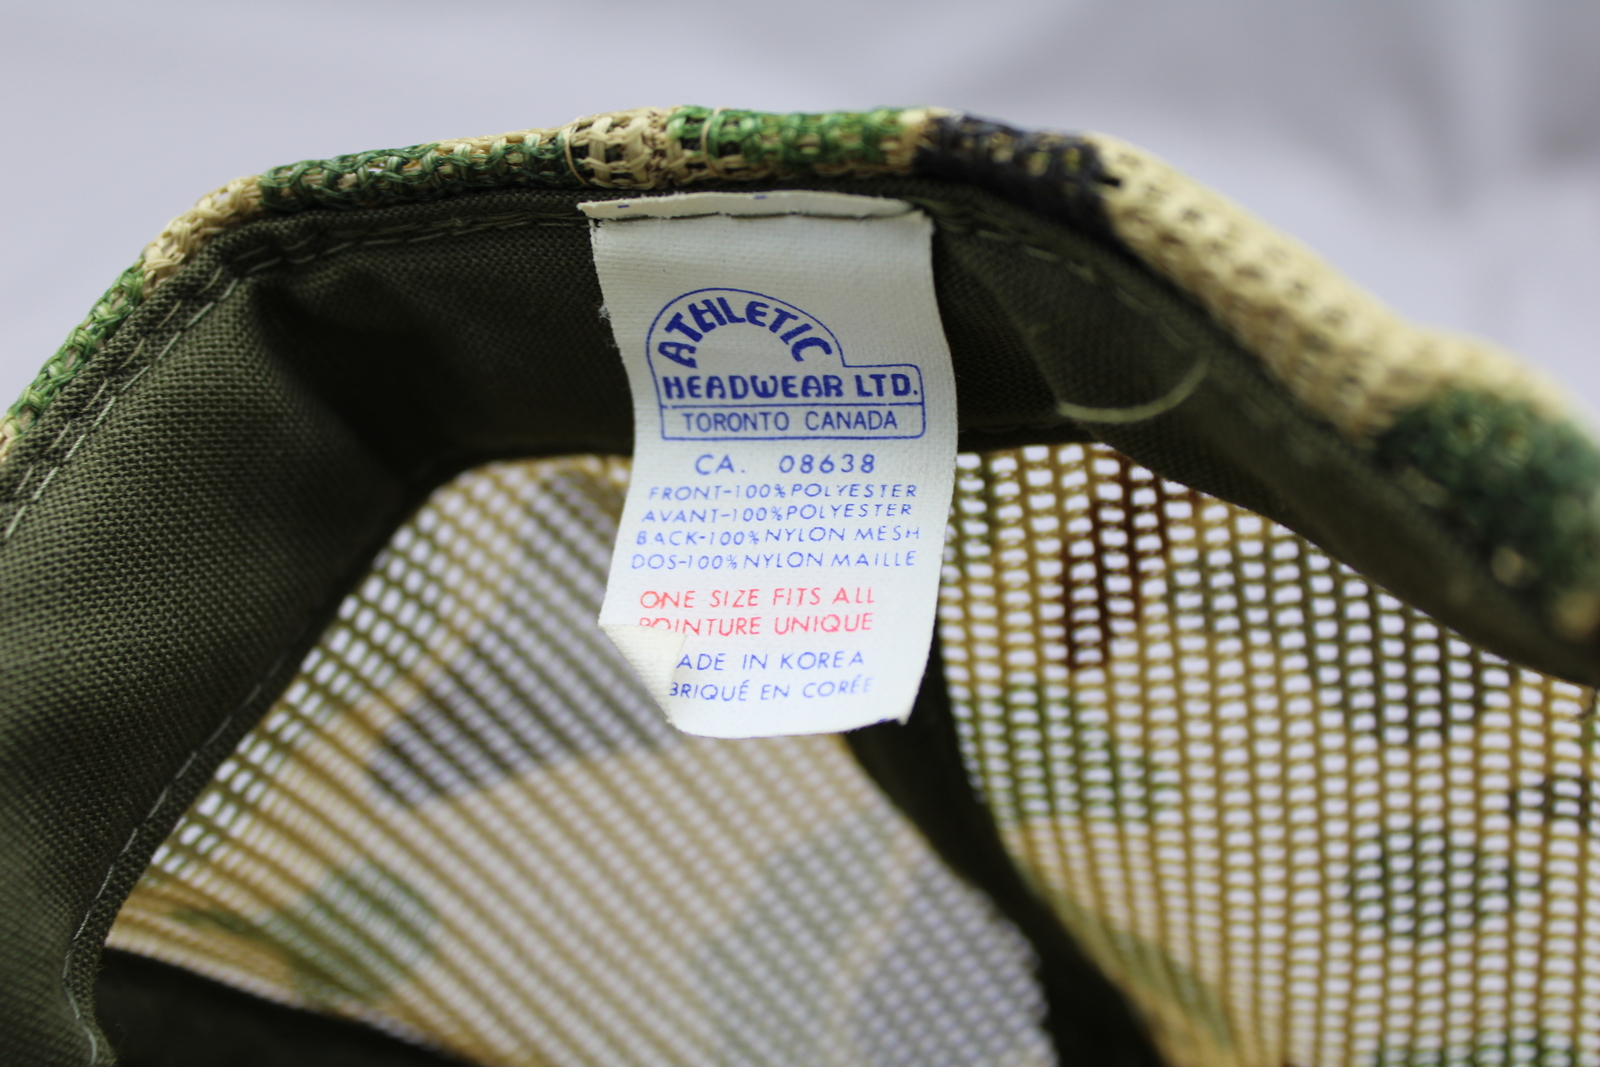 ATHLETIC
HEADWEAR LTD.
TORONTO CANADA
CA. 08638
FRONT-100%POLYESTER
AVANT-100%POLYESTER
BACK-100%NYLON MESH
DOS-100%NYLON MAILLE
ONE SIZE FITS ALL
POINTURE UNIQUE
ADE IN KOREA
BRIQUÉ EN CORÉE